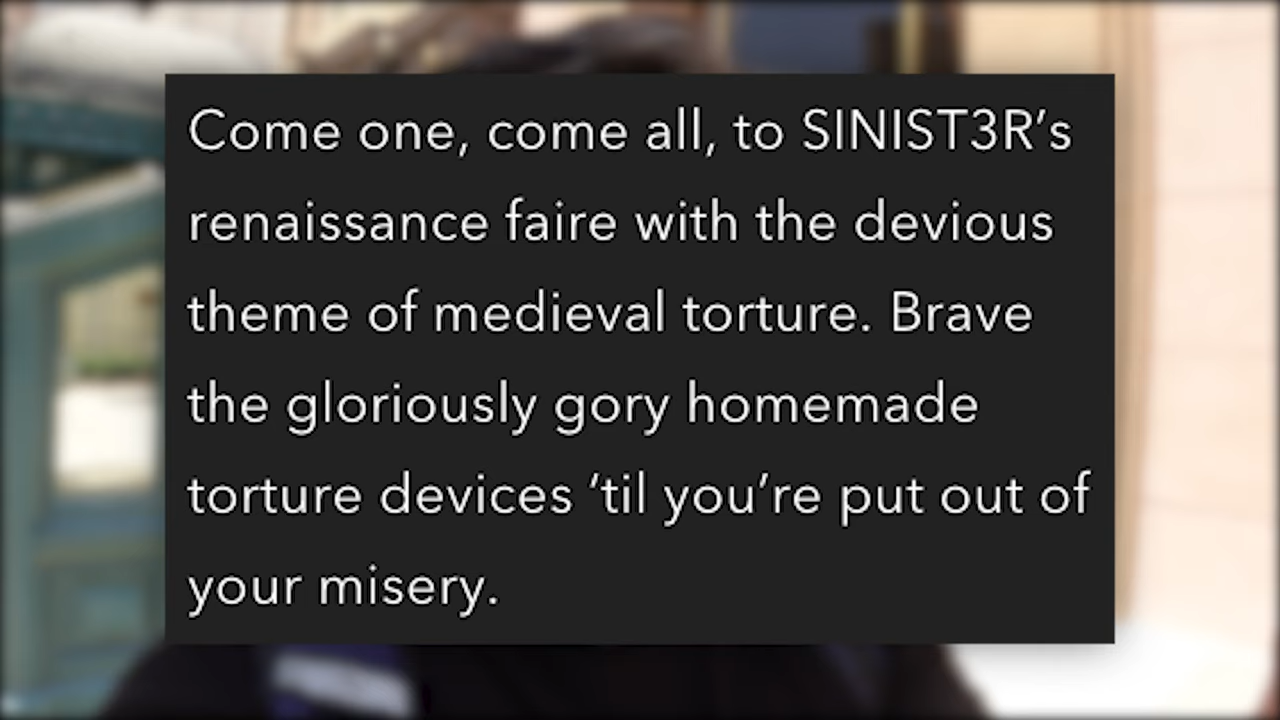 Come one, come all, to SINIST3R’s
renaissance faire with the devious
theme of medieval torture. Brave
the gloriously gory homemade
torture devices ‘til you’re put out of
your misery.